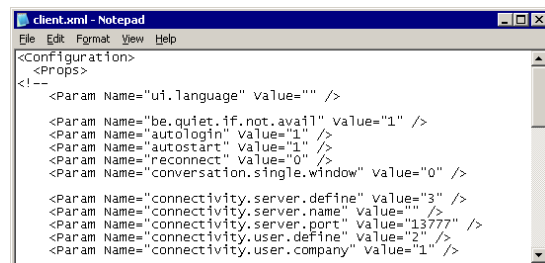 client.xml - Notepad
File Edit Format View Help
<Configuration>
<Props>
<!--
<Param Name="ui.language" Value="" />
<Param Name="be.quiet.if.not.avail" Value="1" />
<Param Name="autologin" Value="1" />
<Param Name="autostart" Value="1" />
<Param Name="reconnect" Value="0" />
<Param Name="conversation.single.window" Value="0" />
<Param Name="connectivity.server.define" Value="3" />
<Param Name="connectivity.server.name" Value="" />
<Param Name="connectivity.server.port" Value="13777" />
<Param Name="connectivity.user.define" Value="2" />
<Param Name="connectivity.user.company" Value="1" />